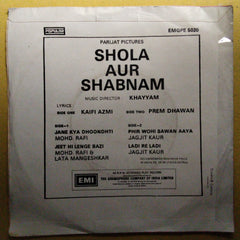 POPULAR
EMGPE 5020
PARIJAT PICTURES
SHOLA
AUR
SHABNAM
MUSIC DIRECTOR KHAYYAM
LYRICS
SIDE ONE KAIFI AZMI SIDE TWO PREM DHAWAN
SIDE-1
JANE KYA DHOONDHTI
MOHD. RAFI
JEET HI LENGE BAZI
MOHD. RAFI &
LATA MANGESHKAR
SIDE-2
PHIR WOHI SAWAN AAYA
JAGJIT KAUR
LADI RE LADI
JAGJIT KAUR
EMI
THE GRAMOPHONE COMPANY OF INDIA LIMITED